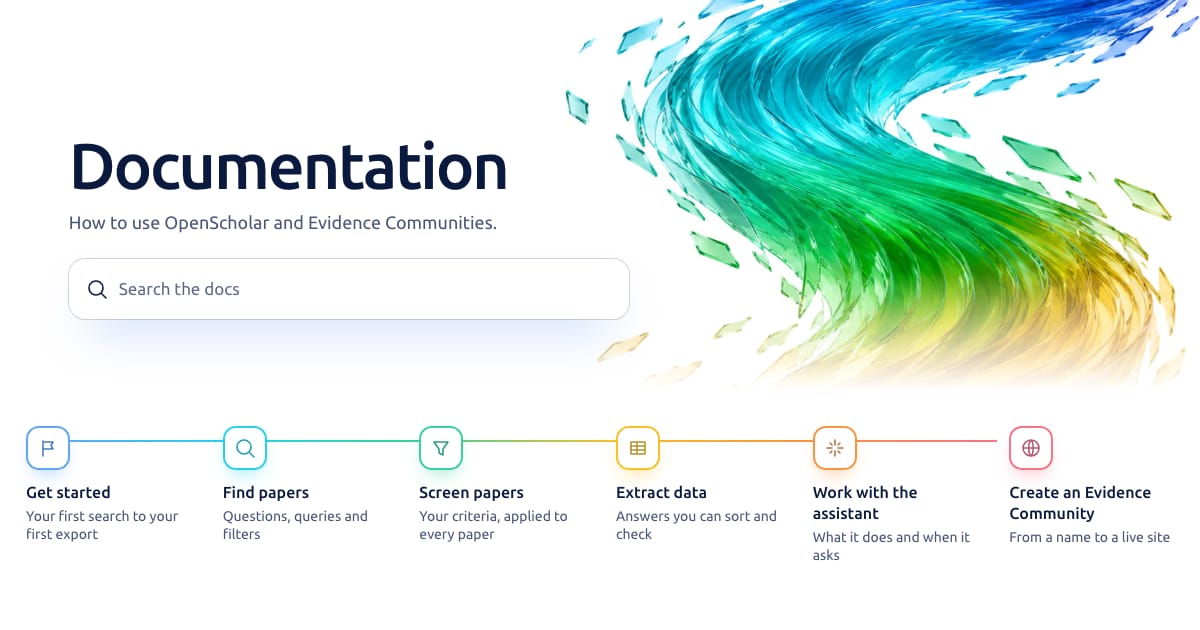 Documentation
How to use OpenScholar and Evidence Communities.
Search the docs
Get started
Your first search to your
first export
Find papers
Questions, queries and
filters
Screen papers
Your criteria, applied to
every paper
Extract data
Answers you can sort and
check
Work with the
assistant
What it does and when it
asks
Create an Evidence
Community
From a name to a live site